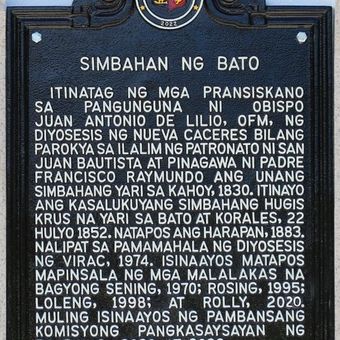 2022
SIMBAHAN NG BATO
ITINATAG NG MGA PRANSISKANO
SA PANGUNGUNA NI OBISPO
JUAN ANTONIO DE LILIO, OFM, NG
DIYOSESIS NG NUEVA CACERES BILANG
PAROKYA SA ILALIM NG PATRONATO NI SAN
JUAN BAUTISTA AT PINAGAWA NI PADRE
FRANCISCO RAYMUNDO ANG UNANG
SIMBAHANG YARI SA KAHOY, 1830. ITINAYO
ANG KASALUKUYANG SIMBAHANG HUGIS
KRUS NA YARI SA BATO AT KORALES, 22
HULYO 1852. NATAPOS ANG HARAPAN, 1883.
NALIPAT SA PAMAMAHALA NG DIYOSESIS
NG VIRAC, 1974. ISINAAYOS MATAPOS
MAPINSALA NG MGA MALALAKAS NA
BAGYONG SENING, 1970; ROSING, 1995;
LOLENG, 1998; AT ROLLY, 2020.
MULING ISINAAYOS NG PAMBANSANG
KOMISYONG PANGKASAYSAYAN NG